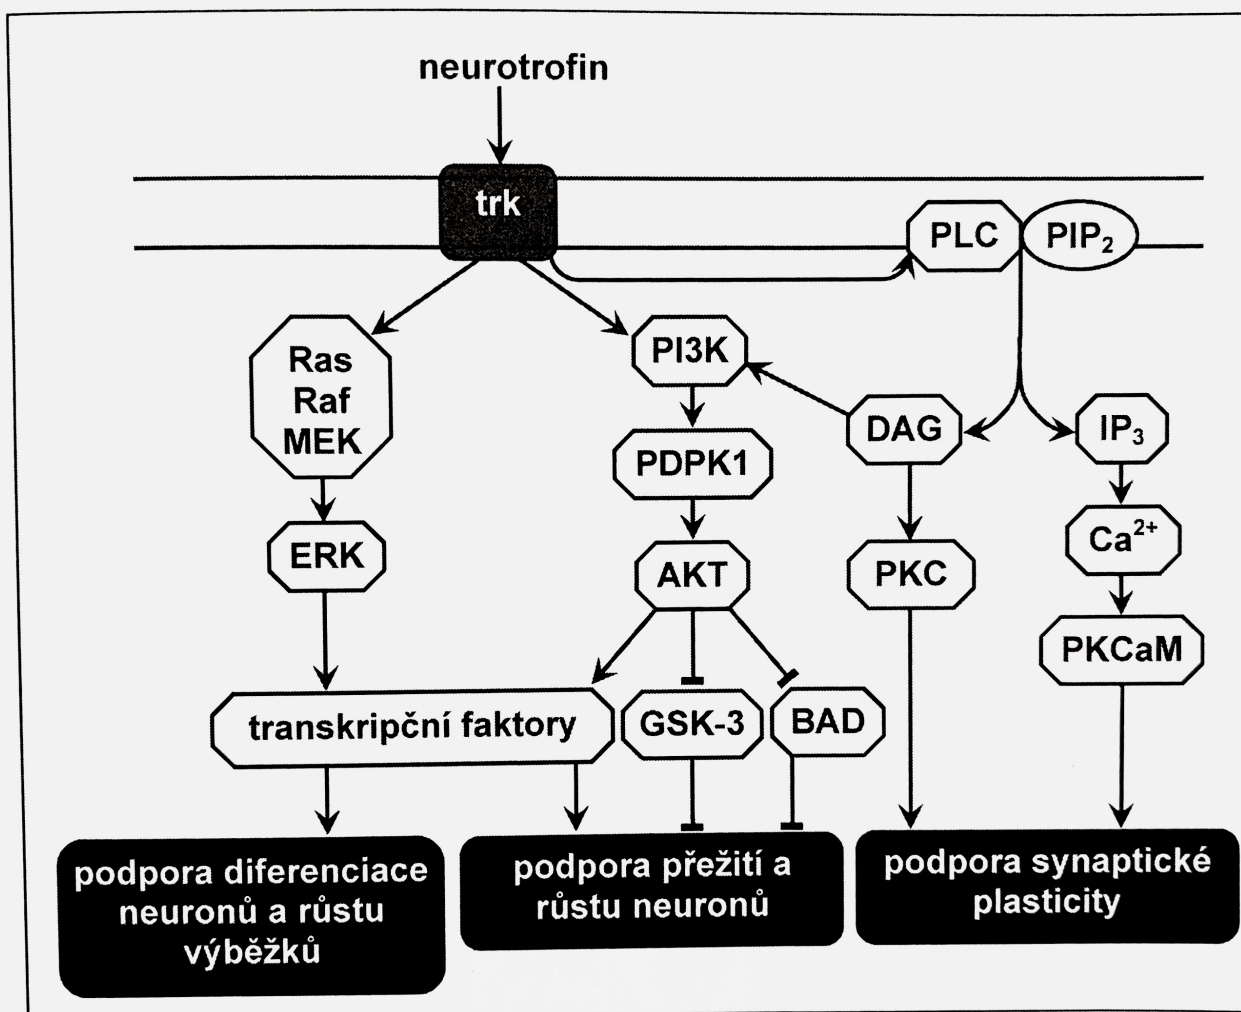 neurotrofin
trk
PLC
PIP₂
Ras
Raf
MEK
PI3K
DAG
IP₃
PDPK1
ERK
AKT
PKC
Ca²⁺
PKCaM
transkripční faktory
GSK-3
BAD
podpora diferenciace
neuronů a růstu
výběžků
podpora přežití a
růstu neuronů
podpora synaptické
plasticity